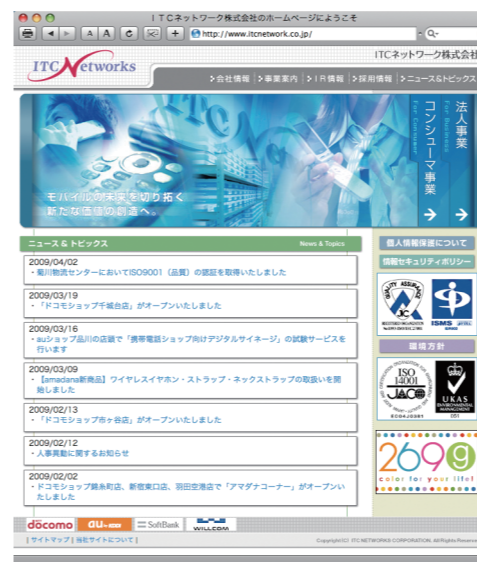 ITCネットワーク株式会社のホームページにようこそ
A A
http://www.itcnetwork.co.jp/
Q-
ITCネットワーク株式会社
ITC Networks
>会社情報 >事業案内 >IR情報 >採用情報 >ニュース&トピックス
モバイルの未来を切り拓く
新たな価値の創造へ。
コンシューマ事業
For Consumer
法人事業
For Business
ニュース & トピックス News & Topics
2009/04/02
・菊川物流センターにおいてISO9001（品質）の認証を取得いたしました
2009/03/19
・「ドコモショップ千城台店」がオープンいたしました
2009/03/16
・auショップ品川の店頭で「携帯電話ショップ向けデジタルサイネージ」の試験サービスを
行います
2009/03/09
・【amadana新商品】ワイヤレスイヤホン・ストラップ・ネックストラップの取扱いを開
始しました
2009/02/13
・「ドコモショップ市ヶ谷店」がオープンいたしました
2009/02/12
・人事異動に関するお知らせ
2009/02/02
・ドコモショップ錦糸町店、新宿東口店、羽田空港店で「アマダナコーナー」がオープンい
たしました
個人情報保護について
情報セキュリティポリシー
QUALITY ASSURANCE
JIC
ISMS
環境方針
ISO
14001
JACO
UKAS
ENVIRONMENTAL
MANAGEMENT
051
2699
color for your life!
döcomo au SoftBank WILLCOM
| サイトマップ | 当社サイトについて |
Copyright(C) ITC NETWORKS CORPORATION. All Rights Reserve